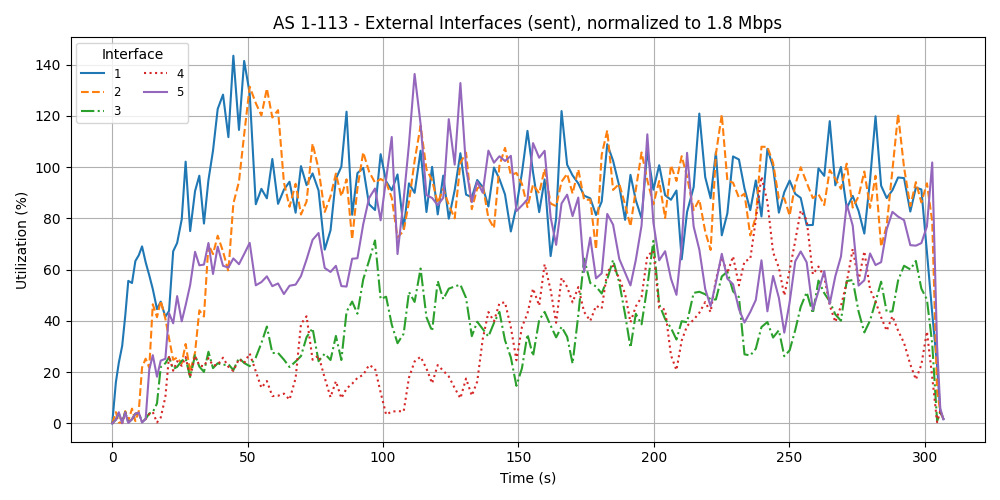 AS 1-113 - External Interfaces (sent), normalized to 1.8 Mbps
Interface
1 4
2 5
3
Utilization (%)
140
120
100
80
60
40
20
0
0 50 100 150 200 250 300
Time (s)